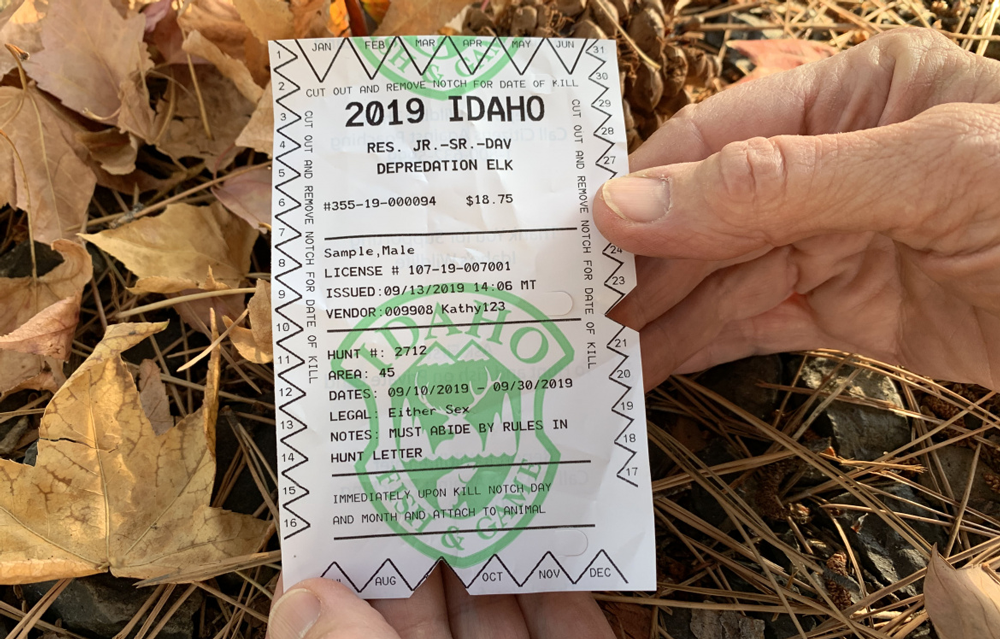 JAN FEB MAR APR MAY JUN
CUT OUT AND REMOVE NOTCH FOR DATE OF KILL
2019 IDAHO
RES. JR.-SR.-DAV
DEPREDATION ELK
#355-19-000094 $18.75
Sample,Male
LICENSE # 107-19-007001
ISSUED:09/13/2019 14:06 MT
VENDOR:009908 Kathy123
HUNT #: 2712
AREA: 45
DATES: 09/10/2019 - 09/30/2019
LEGAL: Either Sex
NOTES: MUST ABIDE BY RULES IN
HUNT LETTER
IMMEDIATELY UPON KILL NOTCH DAY
AND MONTH AND ATTACH TO ANIMAL
AUG OCT NOV DEC
1
2
3
4
5
6
7
8
9
10
11
12
13
14
15
16
CUT OUT AND REMOVE NOTCH FOR DATE OF KILL
31
30
29
28
27
24
23
21
20
19
18
17
CUT OUT AND REMOVE NOTCH FOR DATE OF KILL
IDAHO
FISH & GAME
SH & GAM